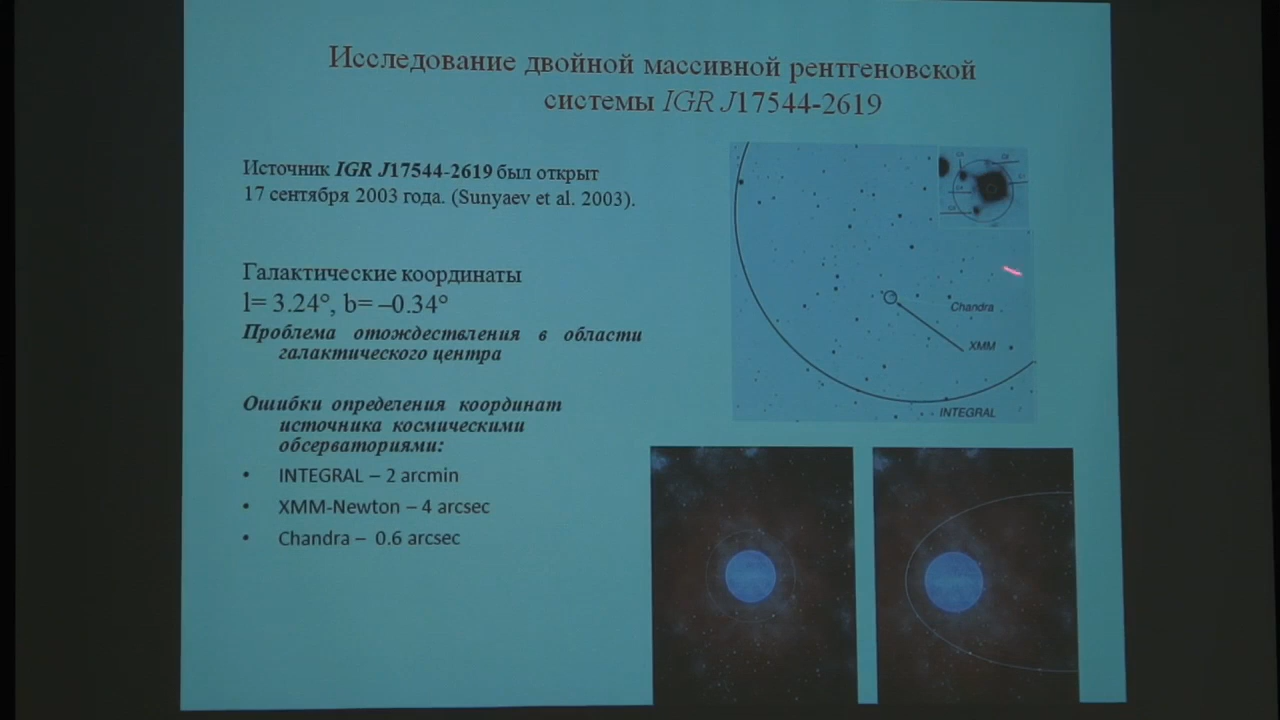 Исследование двойной массивной рентгеновской
системы IGR J17544-2619
Источник IGR J17544-2619 был открыт
17 сентября 2003 года. (Sunyaev et al. 2003).
Галактические координаты
l= 3.24°, b= –0.34°
Проблема отождествления в области
галактического центра
Ошибки определения координат
источника космическими
обсерваториями:
• INTEGRAL – 2 arcmin
• XMM-Newton – 4 arcsec
• Chandra – 0.6 arcsec
Chandra
XMM
INTEGRAL